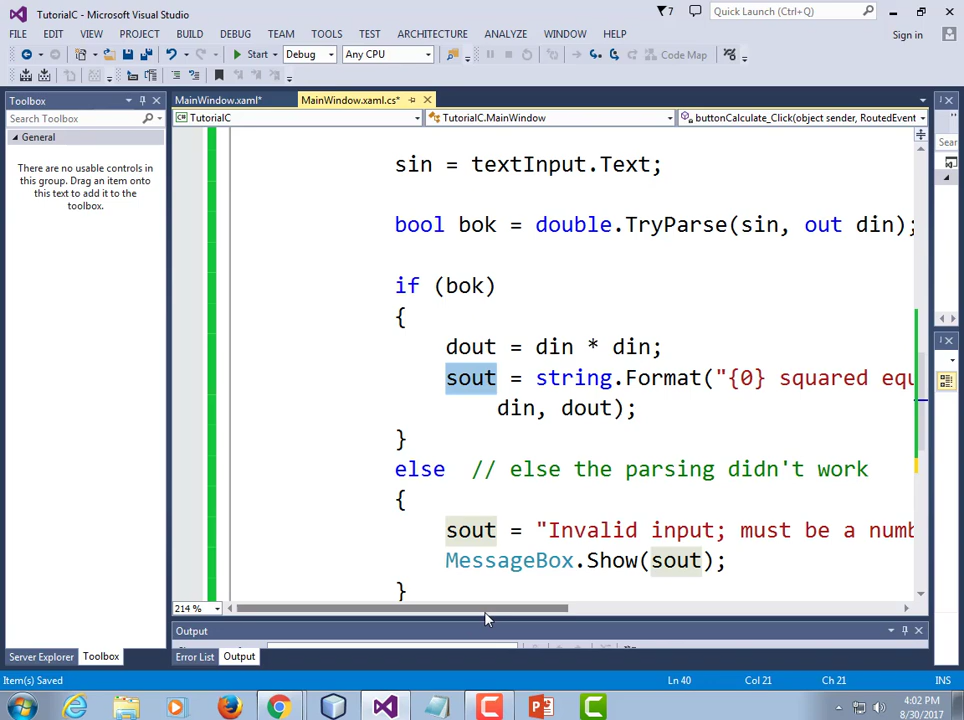 TutorialC - Microsoft Visual Studio
7
Quick Launch (Ctrl+Q)
FILE EDIT VIEW PROJECT BUILD DEBUG TEAM TOOLS TEST ARCHITECTURE ANALYZE WINDOW HELP
Sign in
Start Debug Any CPU Code Map
Toolbox
Search Toolbox
General
There are no usable controls in
this group. Drag an item onto
this text to add it to the
toolbox.
MainWindow.xaml* MainWindow.xaml.cs*
TutorialC TutorialC.MainWindow buttonCalculate_Click(object sender, RoutedEvent
Sear
sin = textInput.Text;
bool bok = double.TryParse(sin, out din);
if (bok)
{
dout = din * din;
sout = string.Format("{0} squared equ
din, dout);
}
else // else the parsing didn't work
{
sout = "Invalid input; must be a numb
MessageBox.Show(sout);
}
214 %
Output
Server Explorer Toolbox Error List Output
Item(s) Saved Ln 40 Col 21 Ch 21 INS
4:02 PM
8/30/2017